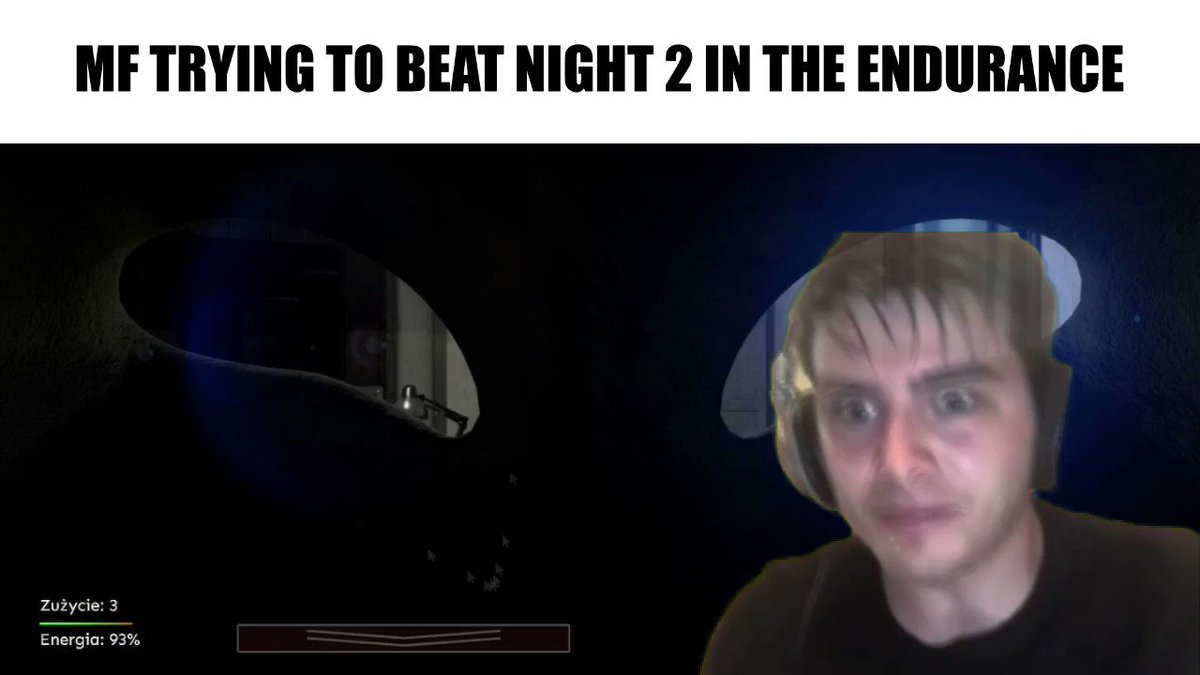 MF TRYING TO BEAT NIGHT 2 IN THE ENDURANCE
Zużycie: 3
Energia: 93%